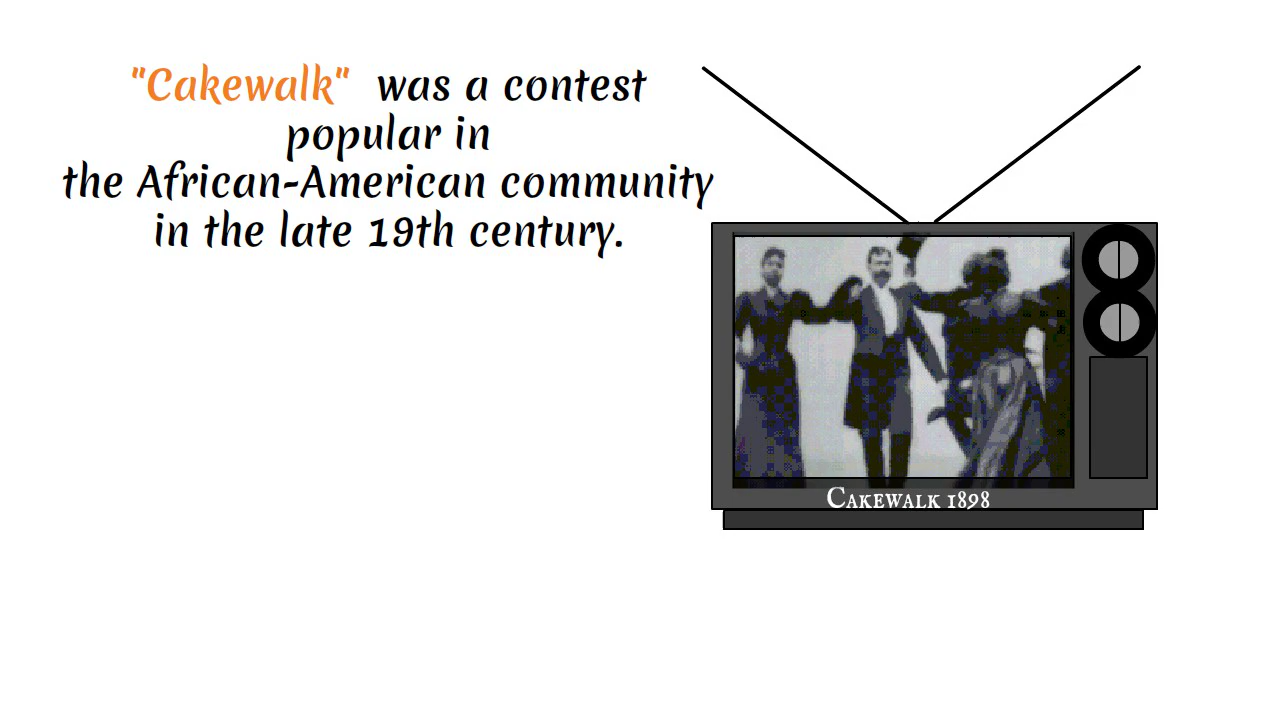 "Cakewalk" was a contest
popular in
the African-American community
in the late 19th century.
Cakewalk 1898